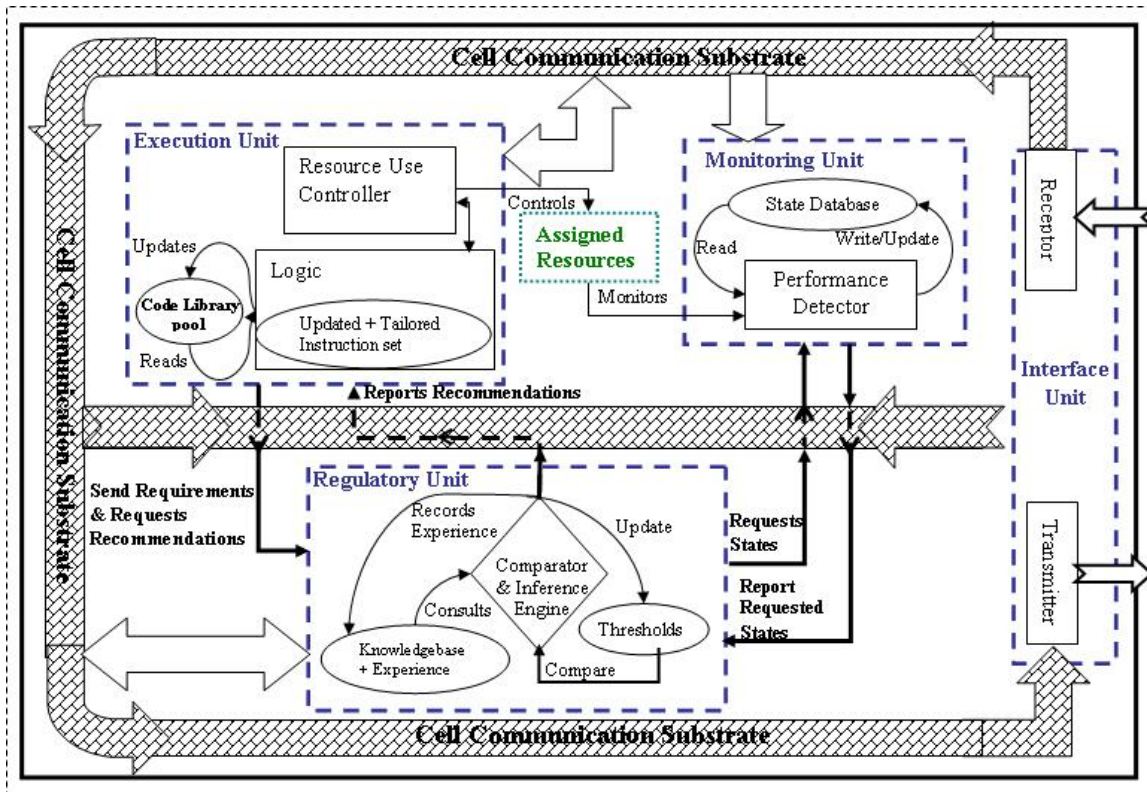 Cell Communication Substrate
Execution Unit
Resource Use
Controller
Controls
Assigned
Resources
Monitors
Updates
Logic
Code Library
pool
Updated + Tailored
Instruction set
Reads
Monitoring Unit
State Database
Read
Write/Update
Performance
Detector
Receptor
Interface
Unit
Transmitter
Cell Communication Substrate
Reports Recommendations
Send Requirements
& Requests
Recommendations
Regulatory Unit
Records
Experience
Update
Comparator
& Inference
Engine
Consults
Thresholds
Knowledgebase
+ Experience
Compare
Requests
States
Report
Requested
States
Cell Communication Substrate